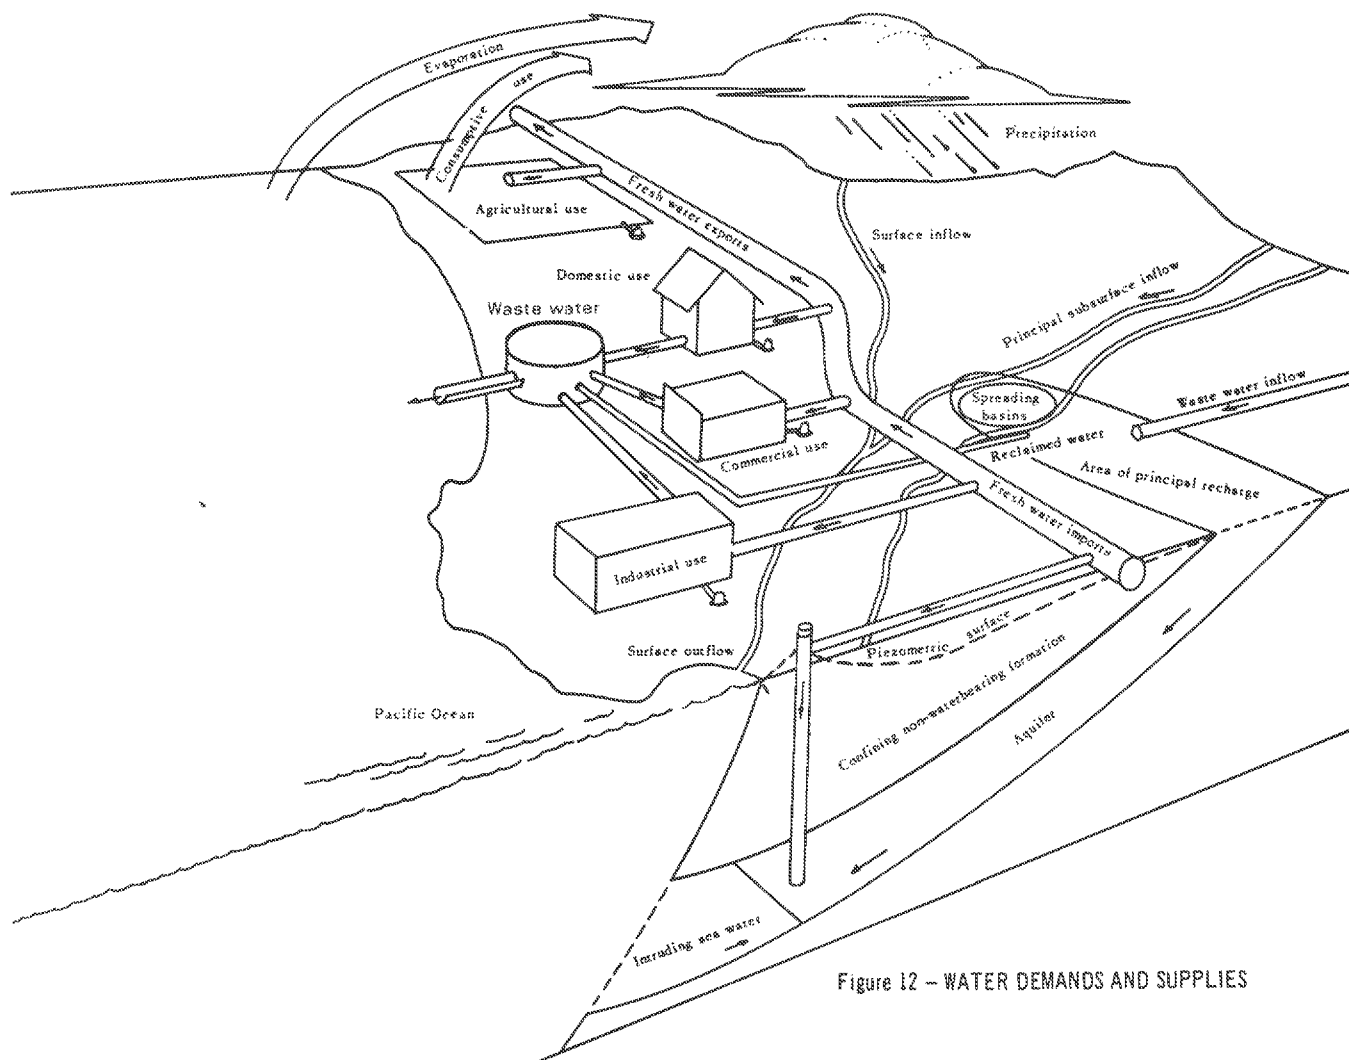 Evaporation
Consumptive use
Precipitation
Agricultural use
Fresh water exports
Surface inflow
Domestic use
Principal subsurface inflow
Waste water
Spreading
basins
Waste water inflow
Reclaimed water
Commercial use
Area of principal recharge
Fresh water imports
Industrial use
Surface outflow
Piezometric surface
Pacific Ocean
Confining non-waterbearing formation
Aquifer
Intruding sea water
Figure 12 – WATER DEMANDS AND SUPPLIES